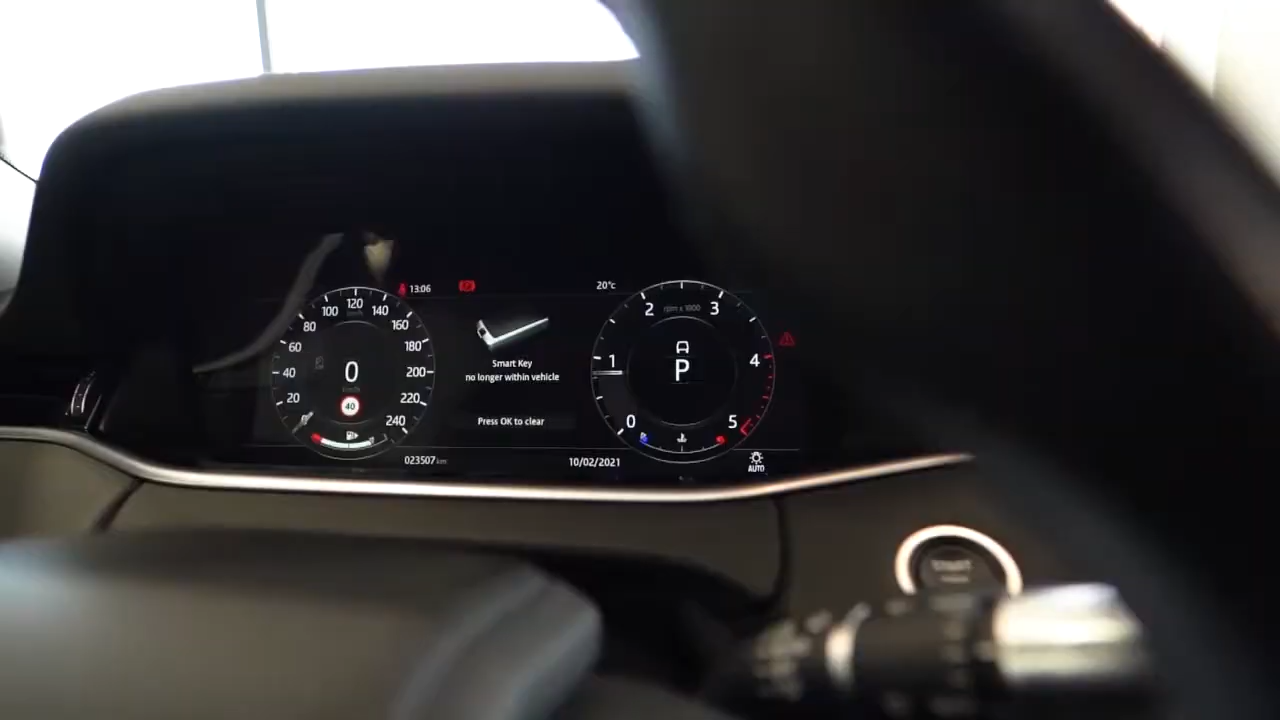 13:06
20°c
100 120 140
80 160
60 180
40 200
20 220
240
0
40
Smart Key
no longer within vehicle
Press OK to clear
2 rpm x 1000 3
1 4
0 5
P
023507 km
10/02/2021
AUTO